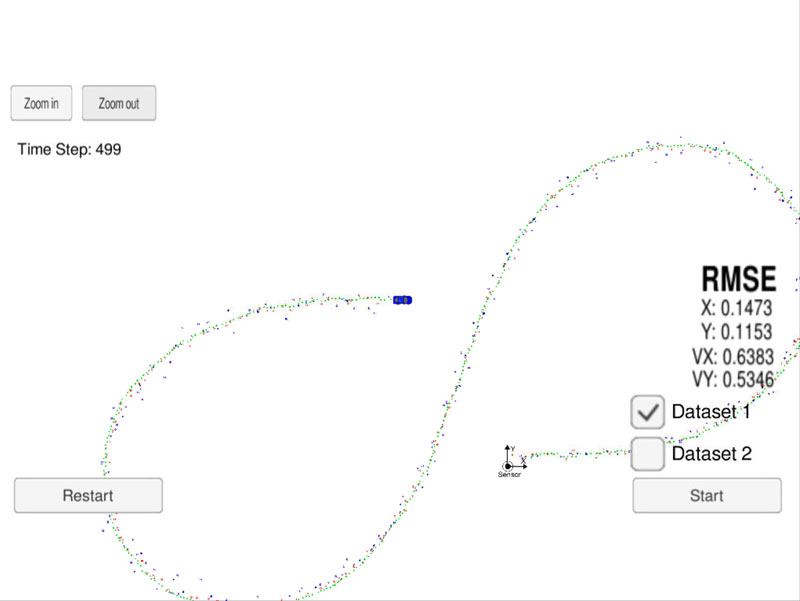 Zoom in
Zoom out
Time Step: 499
RMSE
X: 0.1473
Y: 0.1153
VX: 0.6383
VY: 0.5346
Dataset 1
Dataset 2
Y
X
Sensor
Restart
Start